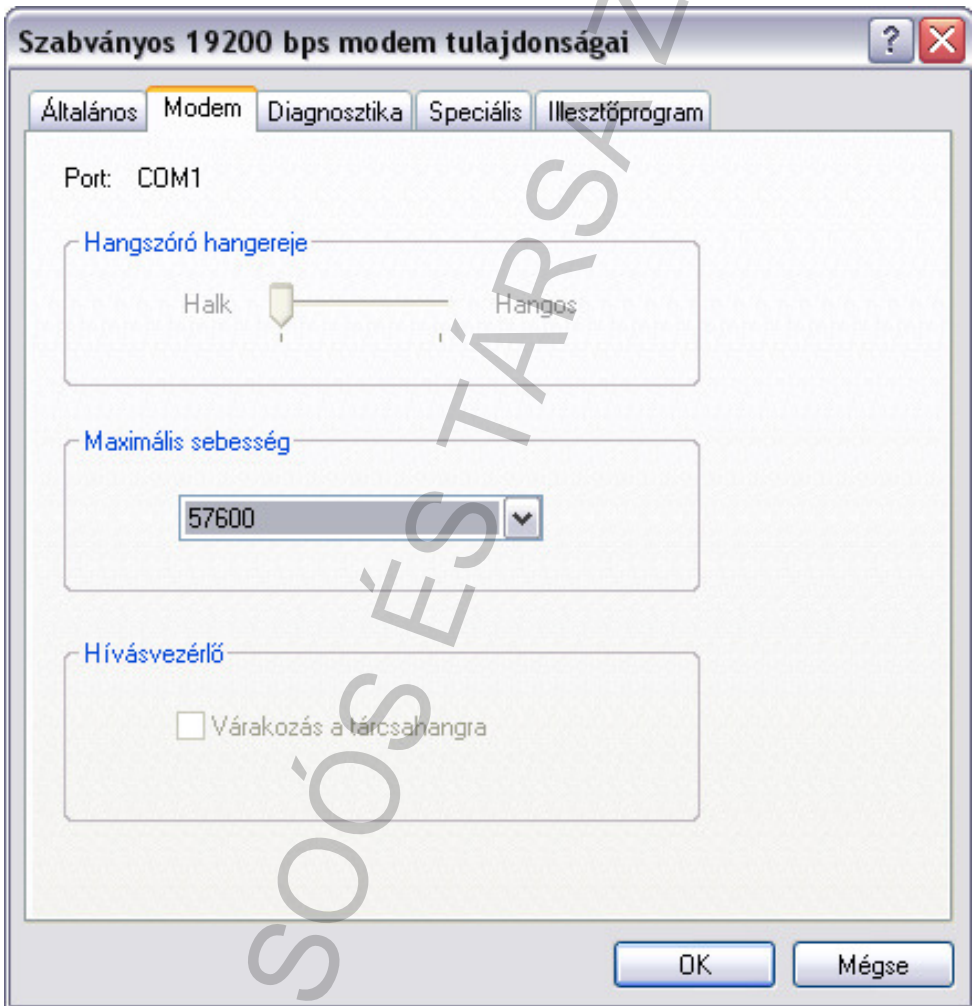 Szabványos 19200 bps modem tulajdonságai
Általános Modem Diagnosztika Speciális Illesztőprogram
Port: COM1
Hangszóró hangereje
Halk Hangos
Maximális sebesség
57600
Hívásvezérlő
Várakozás a tárcsahangra
OK Mégse
SOÓS ÉS TÁRSA